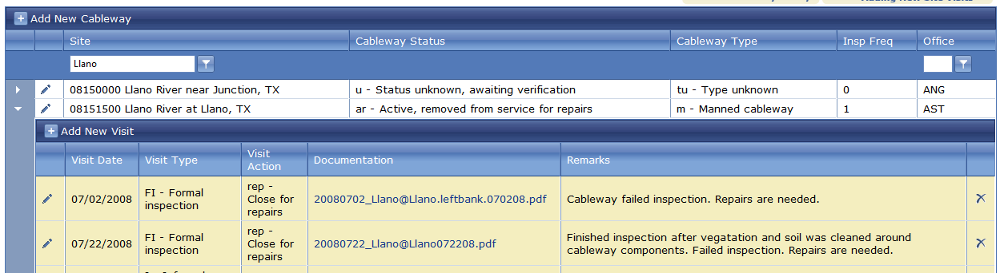 Add New Cableway
Site Cableway Status Cableway Type Insp Freq Office
Llano
08150000 Llano River near Junction, TX u - Status unknown, awaiting verification tu - Type unknown 0 ANG
08151500 Llano River at Llano, TX ar - Active, removed from service for repairs m - Manned cableway 1 AST
Add New Visit
Visit Date Visit Type Visit Action Documentation Remarks
07/02/2008 FI - Formal inspection rep - Close for repairs 20080702_Llano@Llano.leftbank.070208.pdf Cableway failed inspection. Repairs are needed.
07/22/2008 FI - Formal inspection rep - Close for repairs 20080722_Llano@Llano072208.pdf Finished inspection after vegatation and soil was cleaned around cableway components. Failed inspection. Repairs are needed.